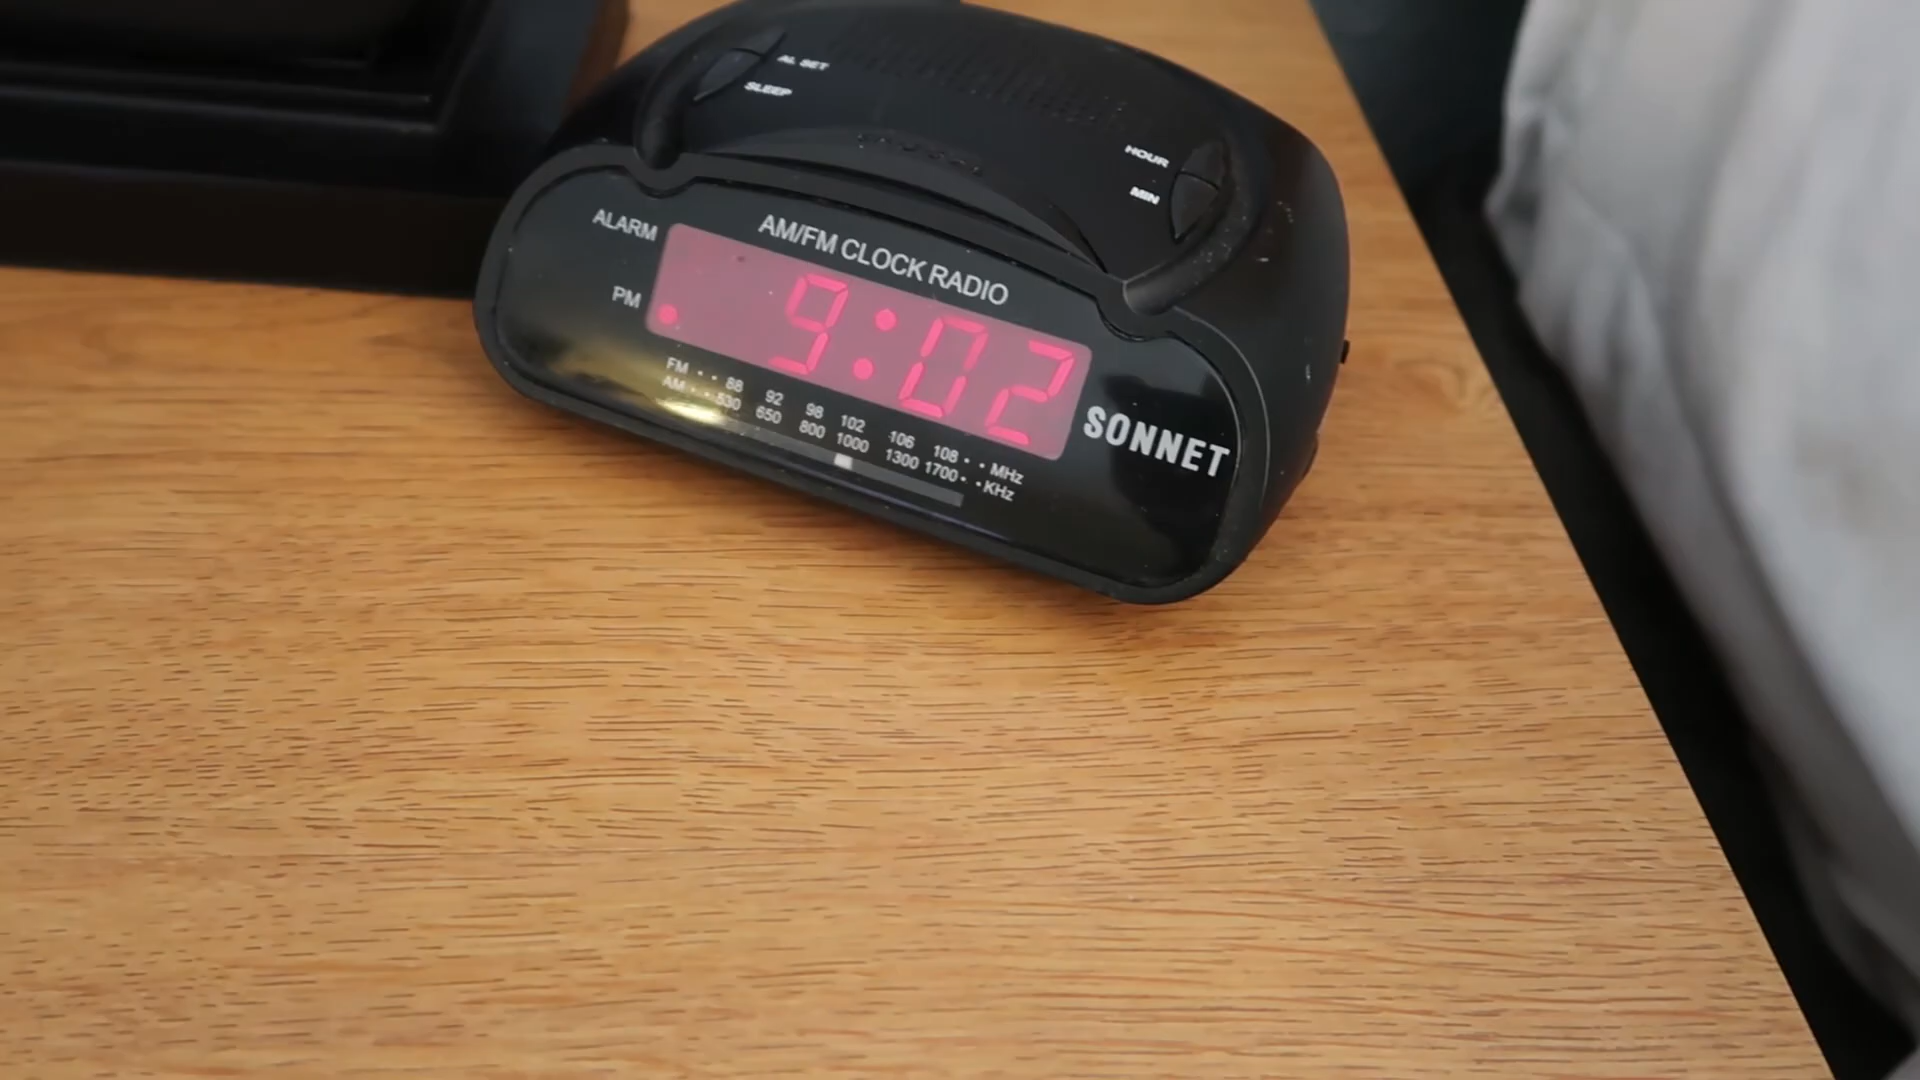 AL SET
SLEEP
HOUR
MIN
ALARM
AM/FM CLOCK RADIO
PM
9:02
FM 88 92 98 102 106 108 MHz
AM 530 650 800 1000 1300 1700 KHz
SONNET